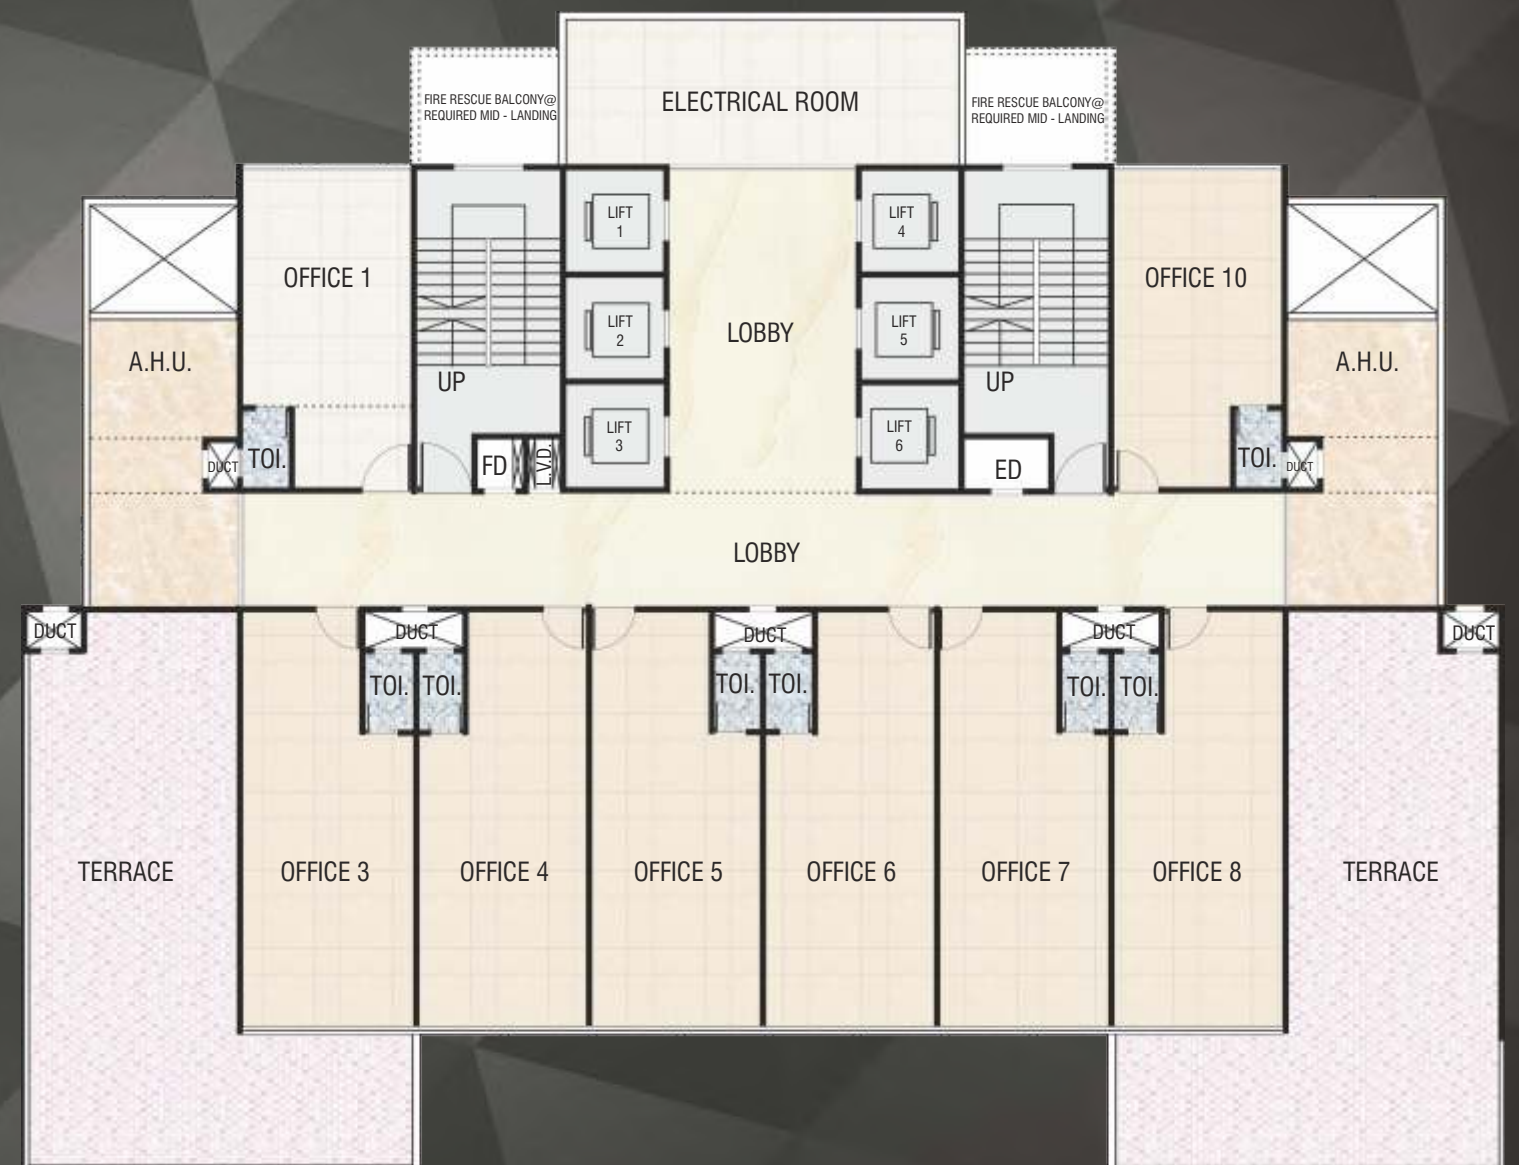 FIRE RESCUE BALCONY@
REQUIRED MID - LANDING
ELECTRICAL ROOM
FIRE RESCUE BALCONY@
REQUIRED MID - LANDING
LIFT
1
LIFT
4
OFFICE 1
OFFICE 10
LIFT
2
LOBBY
LIFT
5
A.H.U.
A.H.U.
UP
UP
LIFT
3
LIFT
6
DUCT
TOI.
FD
L.V.D.
ED
TOI.
DUCT
LOBBY
DUCT
DUCT
DUCT
DUCT
DUCT
TOI.
TOI.
TOI.
TOI.
TOI.
TOI.
TERRACE
OFFICE 3
OFFICE 4
OFFICE 5
OFFICE 6
OFFICE 7
OFFICE 8
TERRACE